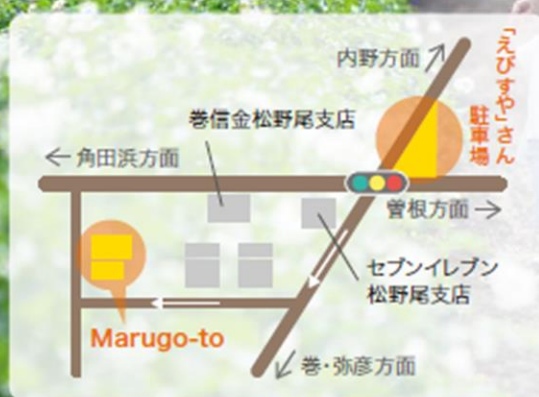 内野方面
「えびすや」さん
駐車場
巻信金松野尾支店
角田浜方面
曽根方面
セブンイレブン
松野尾支店
Marugo-to
巻・弥彦方面